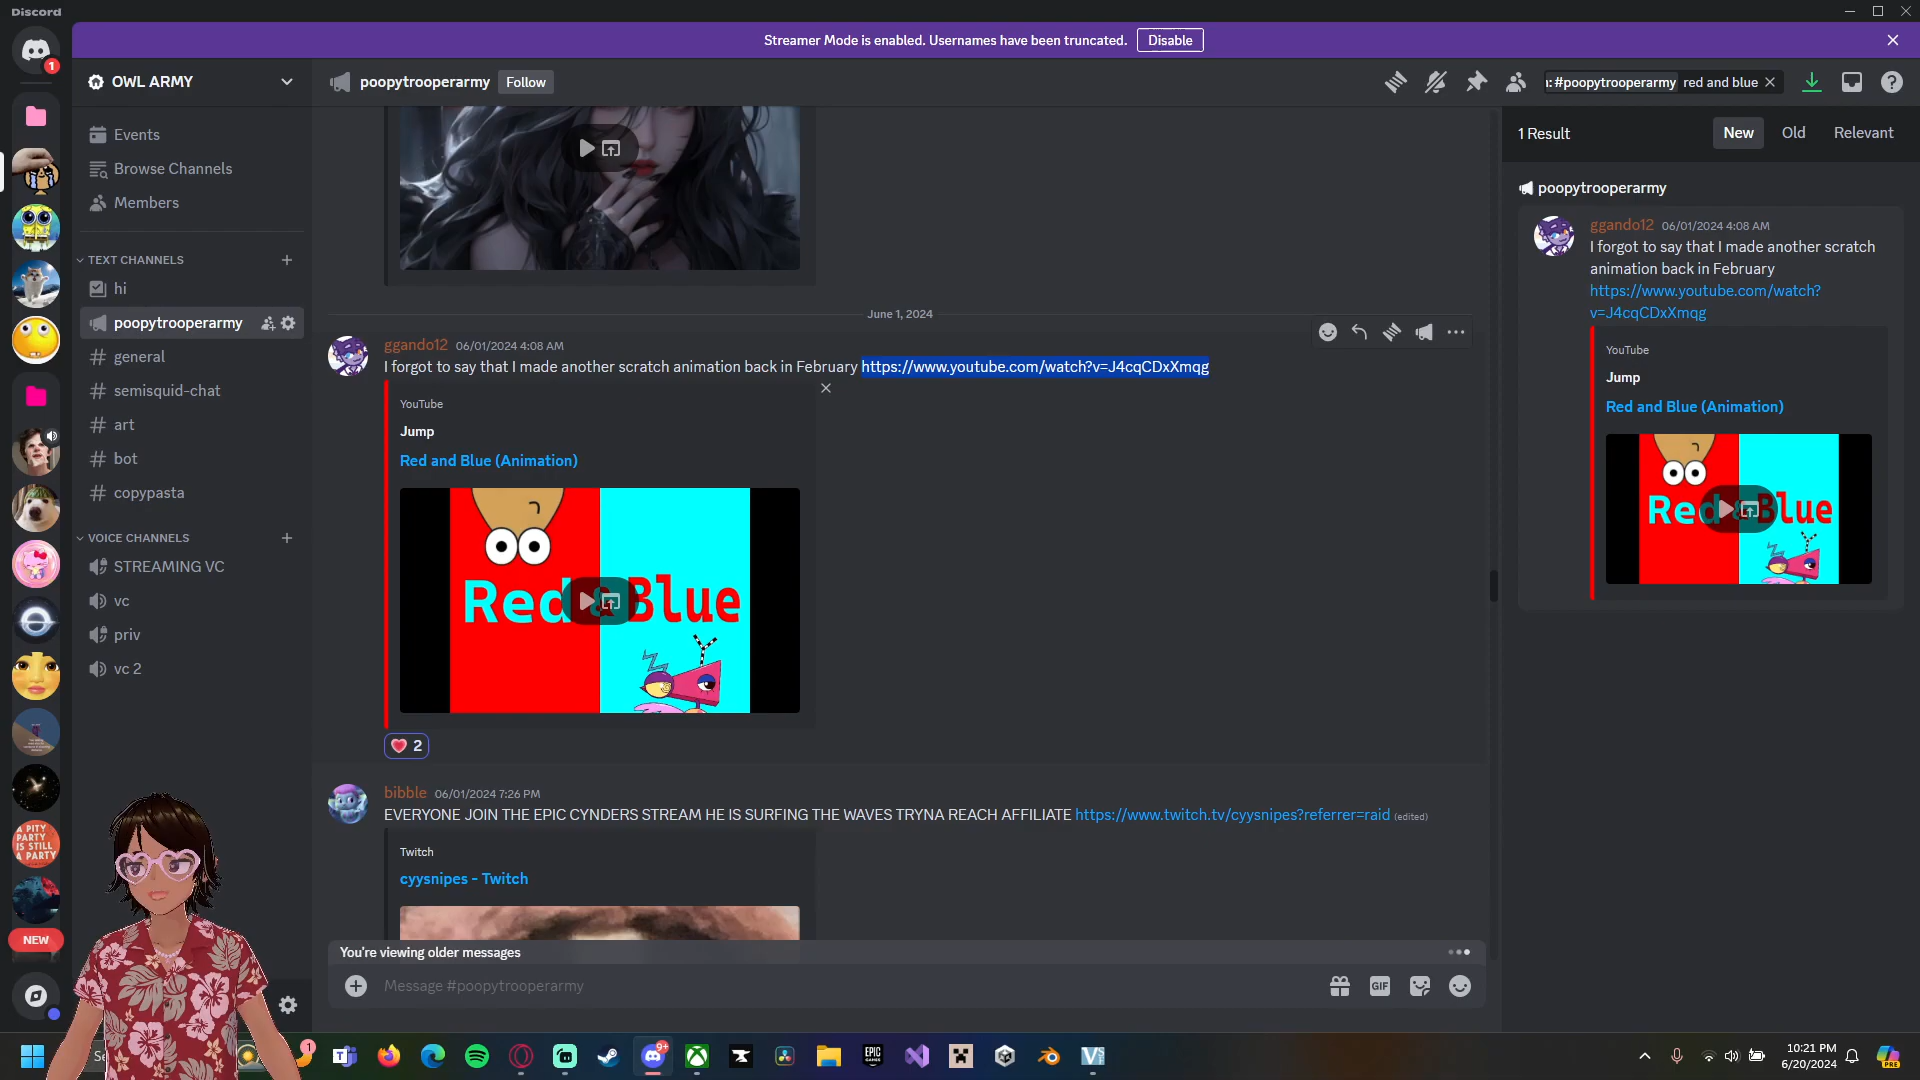 Discord
Streamer Mode is enabled. Usernames have been truncated.
Disable
1
OWL ARMY
poopytrooperarmy
Follow
n: #poopytrooperarmy red and blue
Events
Browse Channels
Members
TEXT CHANNELS
hi
poopytrooperarmy
general
semisquid-chat
art
bot
copypasta
VOICE CHANNELS
STREAMING VC
vc
priv
vc 2
A PITY
PARTY
IS STILL
A PARTY
NEW
June 1, 2024
ggando12 06/01/2024 4:08 AM
I forgot to say that I made another scratch animation back in February https://www.youtube.com/watch?v=J4cqCDxXmqg
YouTube
Jump
Red and Blue (Animation)
Red & Blue
2
bibble 06/01/2024 7:26 PM
EVERYONE JOIN THE EPIC CYNDERS STREAM HE IS SURFING THE WAVES TRYNA REACH AFFILIATE https://www.twitch.tv/cyysnipes?referrer=raid (edited)
Twitch
cyysnipes - Twitch
You're viewing older messages
Message #poopytrooperarmy
GIF
1 Result
New
Old
Relevant
poopytrooperarmy
ggando12 06/01/2024 4:08 AM
I forgot to say that I made another scratch
animation back in February
https://www.youtube.com/watch?
v=J4cqCDxXmqg
YouTube
Jump
Red and Blue (Animation)
Red & Blue
Se
1
9+
EPIC
GAMES
10:21 PM
6/20/2024
PRE